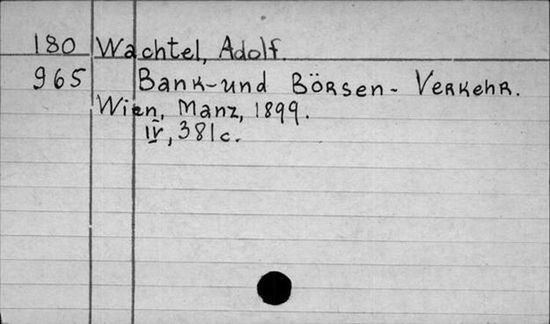 180 Wachtel, Adolf.
965 Bank-und Börsen-Verkehr.
Wien, Manz, 1899.
IV, 381c.